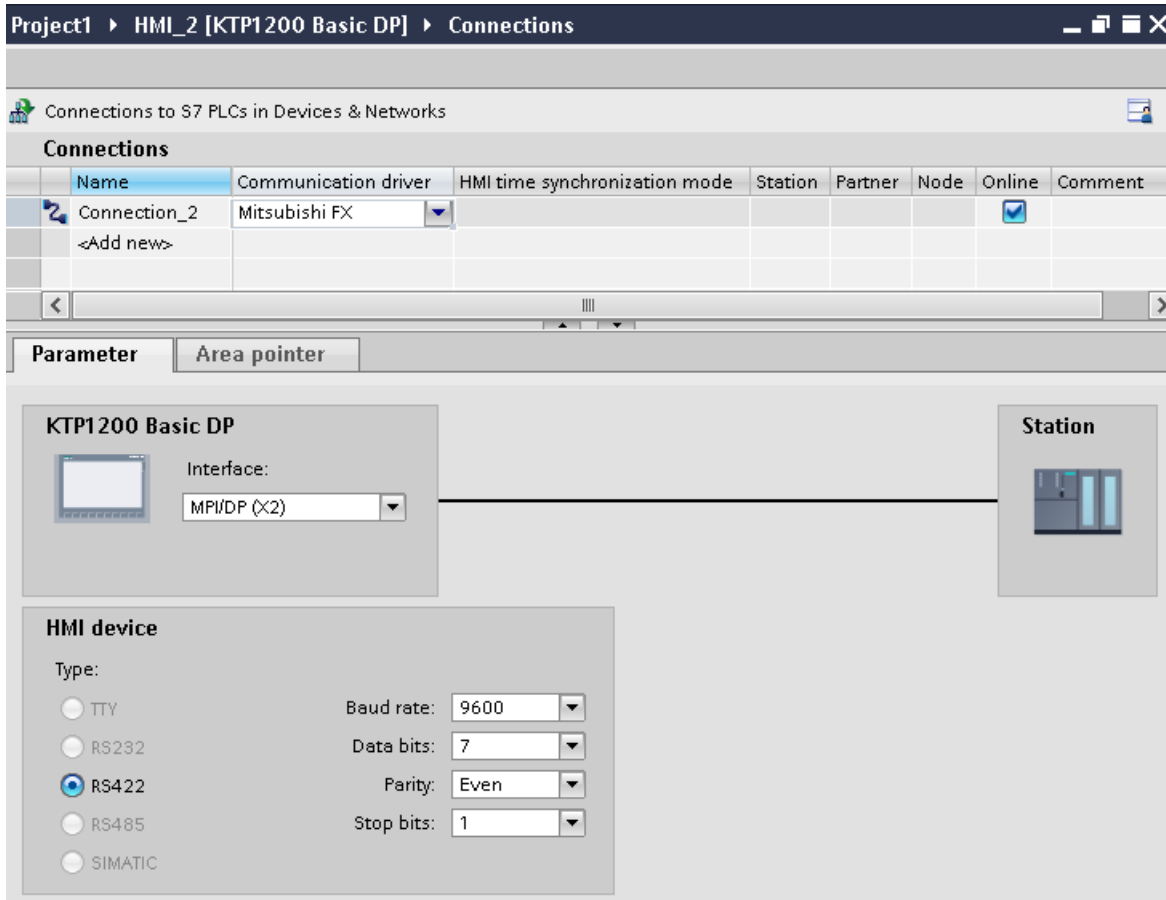 Project1 ▸ HMI_2 [KTP1200 Basic DP] ▸ Connections
Connections to S7 PLCs in Devices & Networks
Connections
Name Communication driver HMI time synchronization mode Station Partner Node Online Comment
Connection_2 Mitsubishi FX
<Add new>
Parameter Area pointer
KTP1200 Basic DP Station
Interface:
MPI/DP (X2)
HMI device
Type:
TTY Baud rate: 9600
RS232 Data bits: 7
RS422 Parity: Even
RS485 Stop bits: 1
SIMATIC